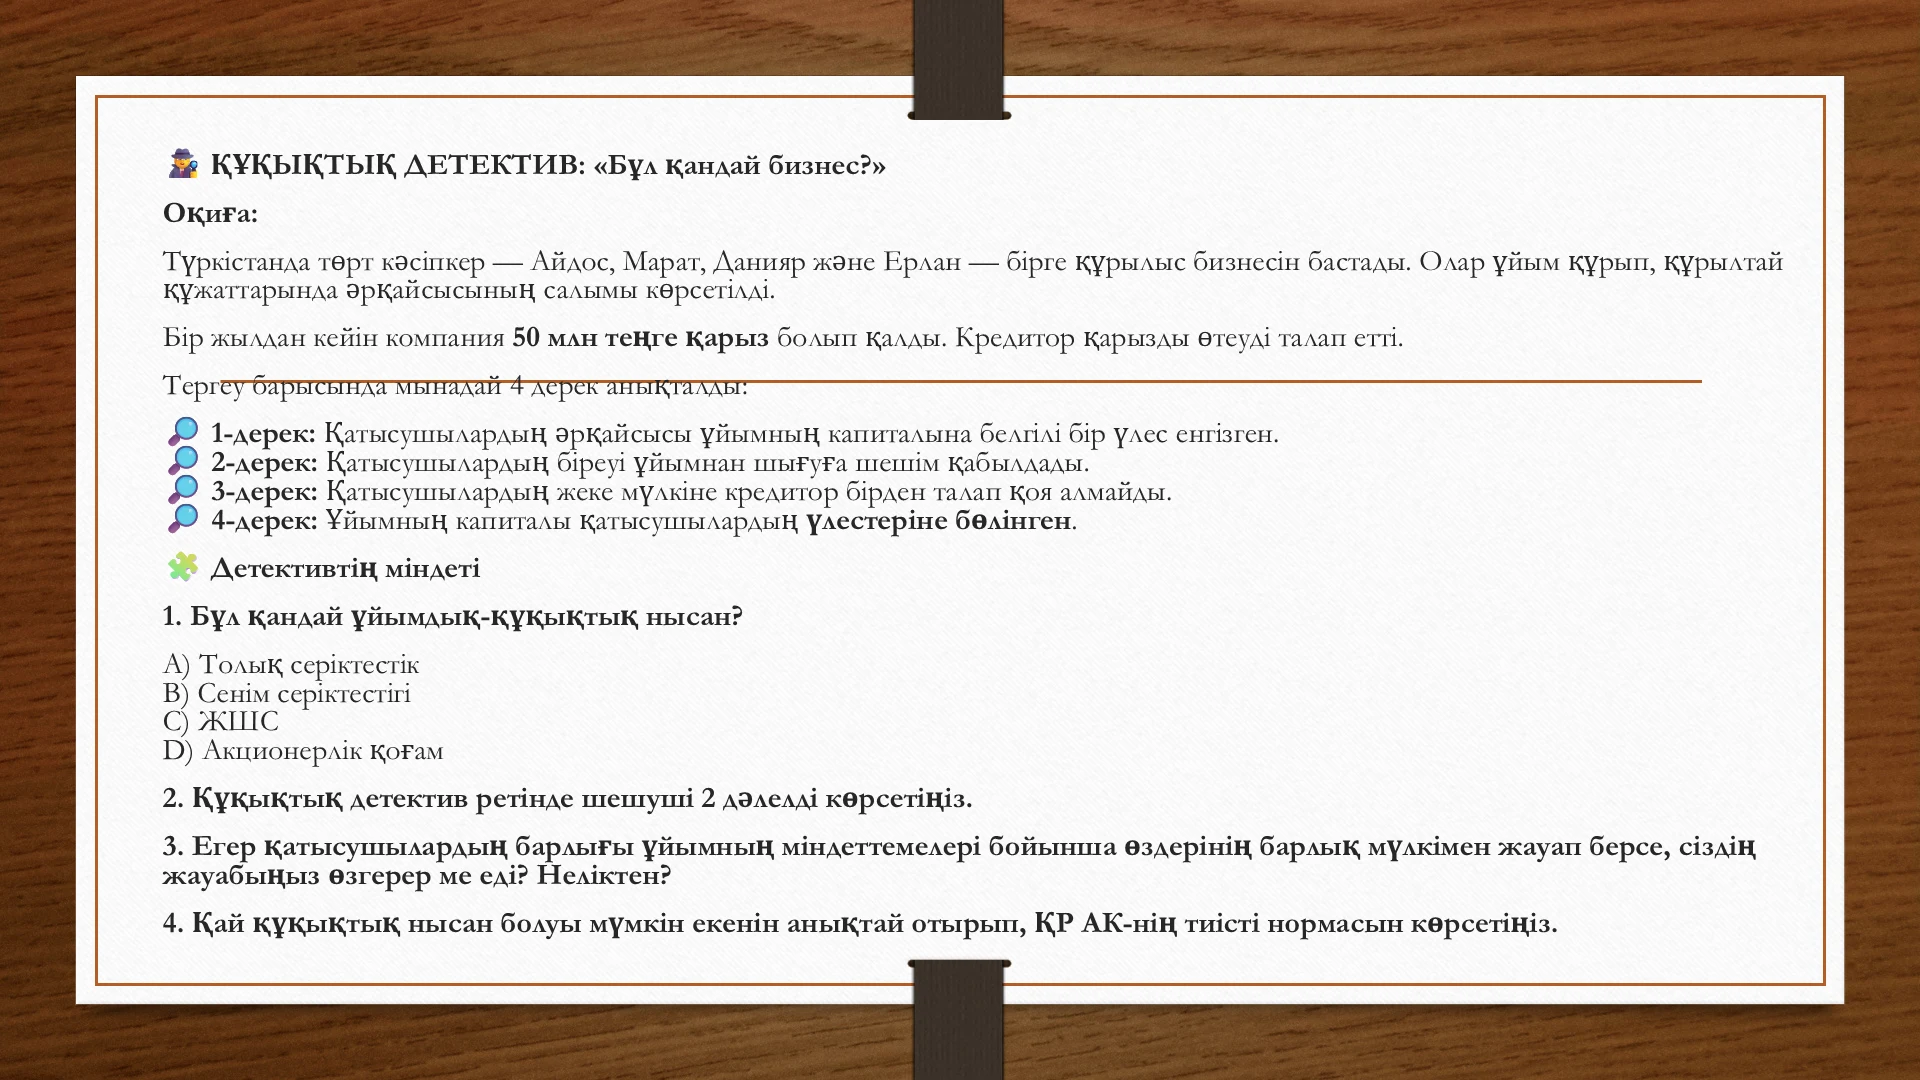 🕵️ ҚҰҚЫҚТЫҚ ДЕТЕКТИВ: «Бұл қандай бизнес?»
Оқиға:
Түркістанда төрт кәсіпкер — Айдос, Марат, Данияр және Ерлан — бірге құрылыс бизнесін бастады. Олар ұйым құрып, құрылтай
құжаттарында әрқайсысының салымы көрсетілді.
Бір жылдан кейін компания 50 млн теңге қарыз болып қалды. Кредитор қарызды өтеуді талап етті.
Тергеу барысында мынадай 4 дерек анықталды:
🔎 1-дерек: Қатысушылардың әрқайсысы ұйымның капиталына белгілі бір үлес енгізген.
🔎 2-дерек: Қатысушылардың біреуі ұйымнан шығуға шешім қабылдады.
🔎 3-дерек: Қатысушылардың жеке мүлкіне кредитор бірден талап қоя алмайды.
🔎 4-дерек: Ұйымның капиталы қатысушылардың үлестеріне бөлінген.
🧩 Детективтің міндеті
1. Бұл қандай ұйымдық-құқықтық нысан?
A) Толық серіктестік
B) Сенім серіктестігі
C) ЖШС
D) Акционерлік қоғам
2. Құқықтық детектив ретінде шешуші 2 дәлелді көрсетіңіз.
3. Егер қатысушылардың барлығы ұйымның міндеттемелері бойынша өздерінің барлық мүлкімен жауап берсе, сіздің
жауабыңыз өзгерер ме еді? Неліктен?
4. Қай құқықтық нысан болуы мүмкін екенін анықтай отырып, ҚР АК-нің тиісті нормасын көрсетіңіз.